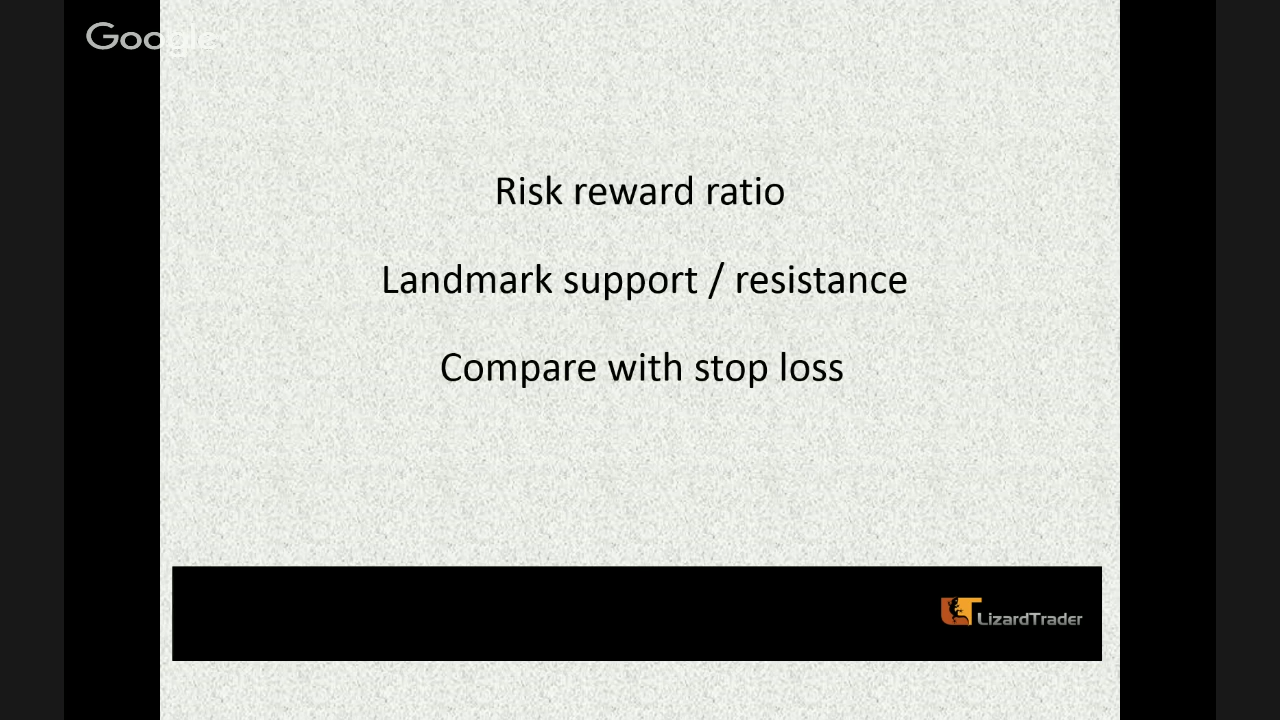 Google
Risk reward ratio
Landmark support / resistance
Compare with stop loss
LizardTrader